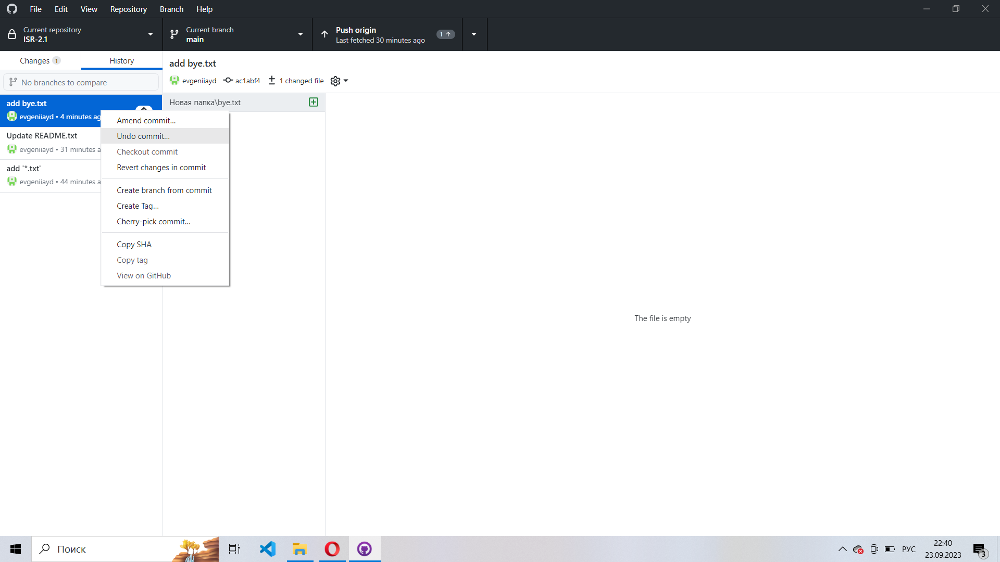 File Edit View Repository Branch Help
Current repository
ISR-2.1
Current branch
main
Push origin
Last fetched 30 minutes ago
1
Changes 1
History
No branches to compare
add bye.txt
evgeniiayd • 4 minutes ag
Update README.txt
evgeniiayd • 31 minutes a
add '*.txt'
evgeniiayd • 44 minutes a
add bye.txt
evgeniiayd ac1abf4 1 changed file
Новая папка\bye.txt
Amend commit...
Undo commit...
Checkout commit
Revert changes in commit
Create branch from commit
Create Tag...
Cherry-pick commit...
Copy SHA
Copy tag
View on GitHub
The file is empty
Поиск
РУС
22:40
23.09.2023
3